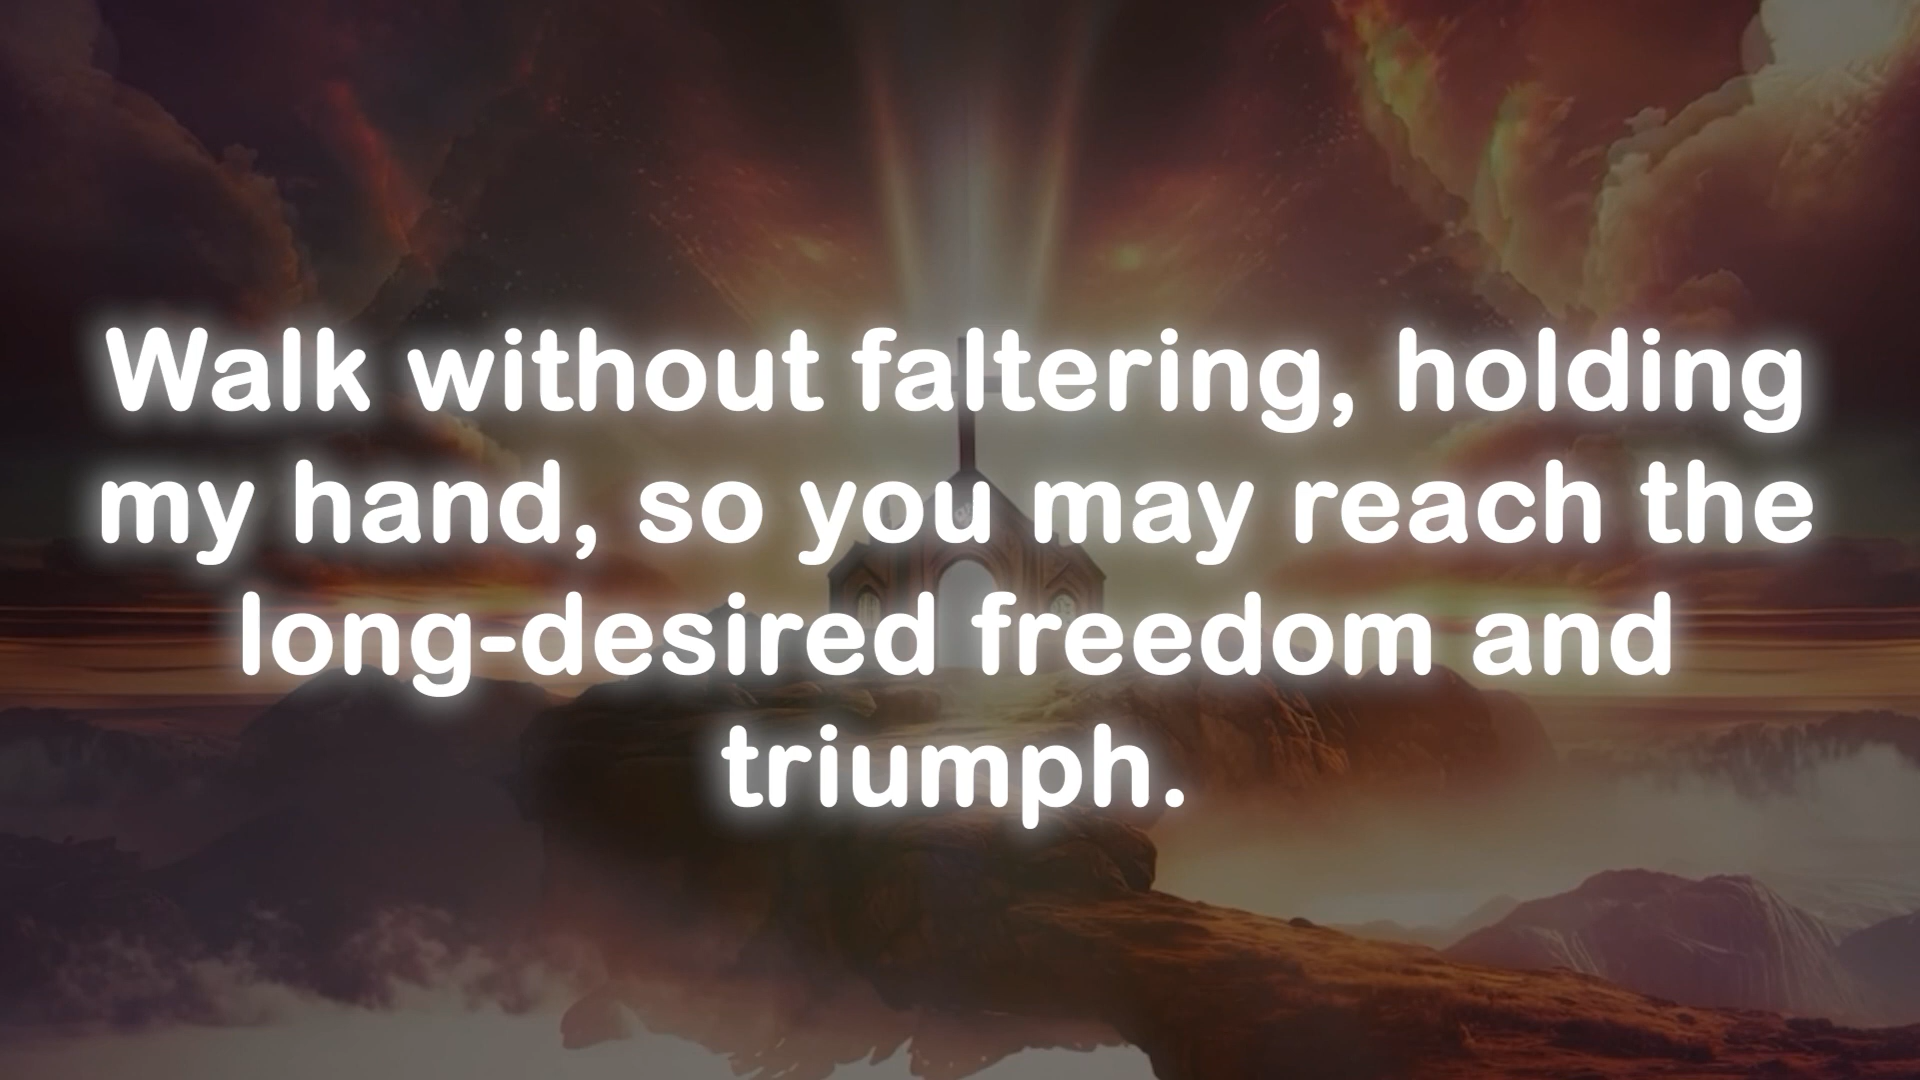 Walk without faltering, holding
my hand, so you may reach the
long-desired freedom and
triumph.